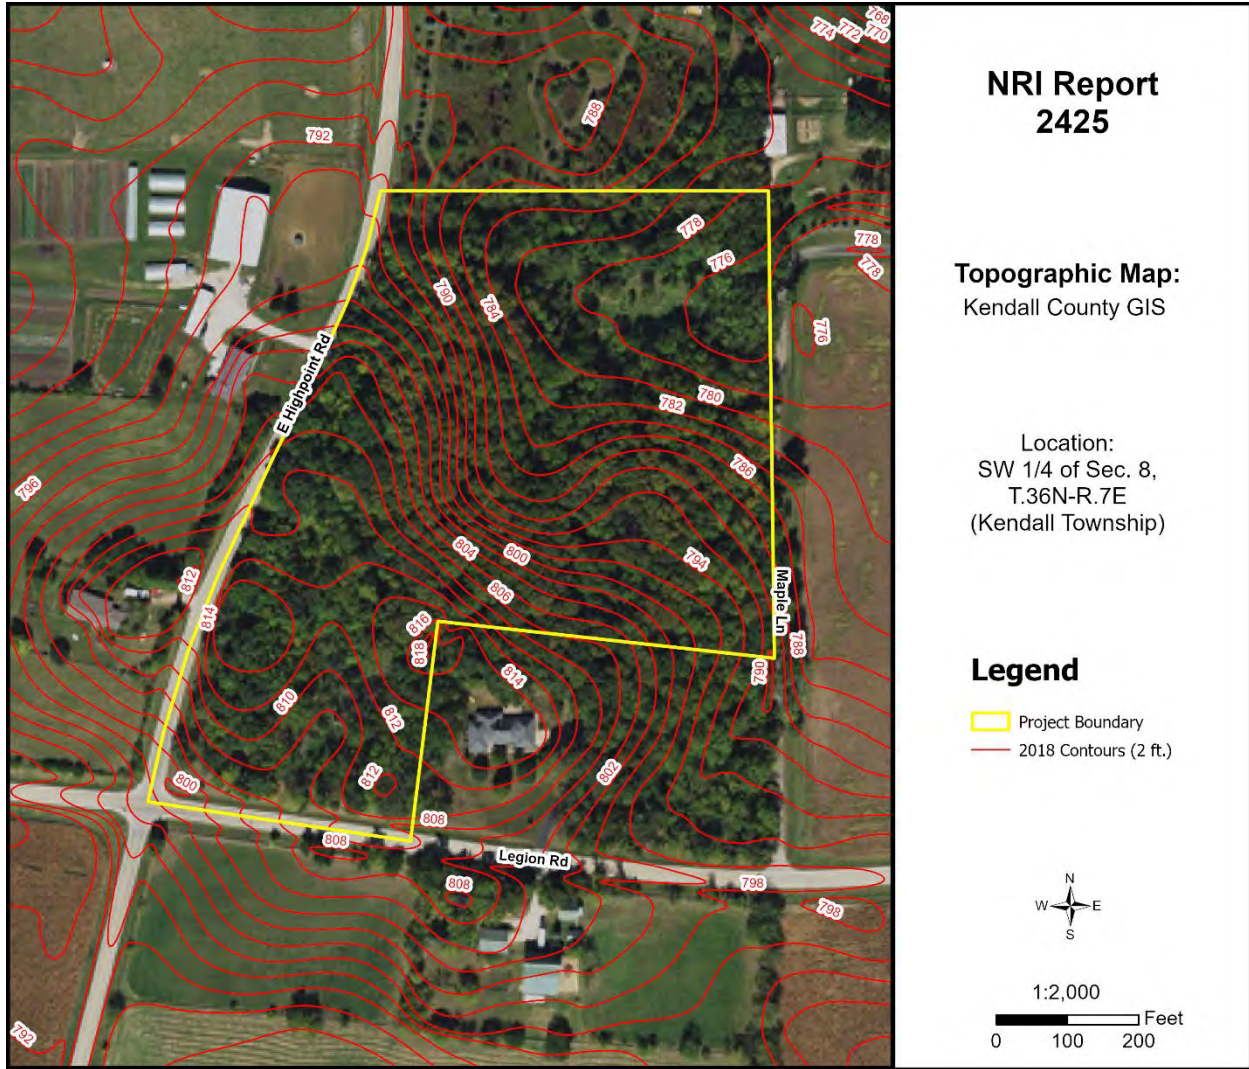 768
774
772
770
788
792
778
778
778
776
776
790
784
E Highpoint Rd
780
782
786
796
804
800
794
806
812
814
816
818
Maple Ln
788
790
814
810
812
812
802
800
808
808
Legion Rd
808
798
798
792
NRI Report
2425
Topographic Map:
Kendall County GIS
Location:
SW 1/4 of Sec. 8,
T.36N-R.7E
(Kendall Township)
Legend
Project Boundary
2018 Contours (2 ft.)
N
W E
S
1:2,000
Feet
0 100 200